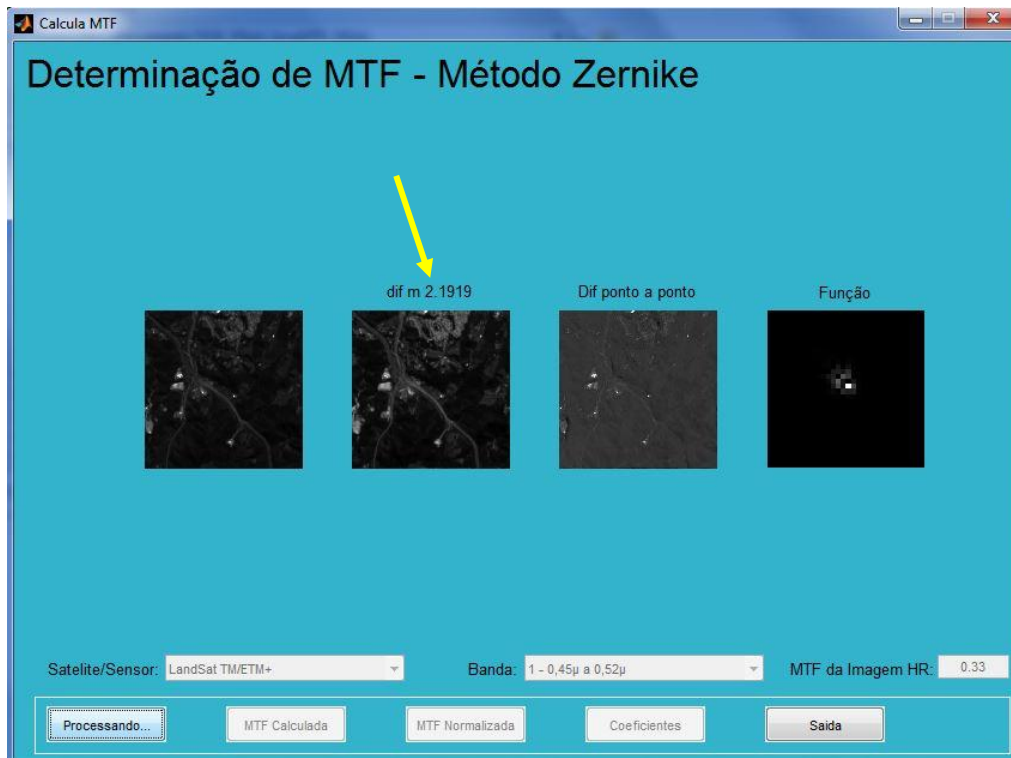 Calcula MTF
Determinação de MTF - Método Zernike
dif m 2.1919
Dif ponto a ponto
Função
Satelite/Sensor: LandSat TM/ETM+ Banda: 1 - 0,45µ a 0,52µ MTF da Imagem HR: 0.33
Processando... MTF Calculada MTF Normalizada Coeficientes Saida